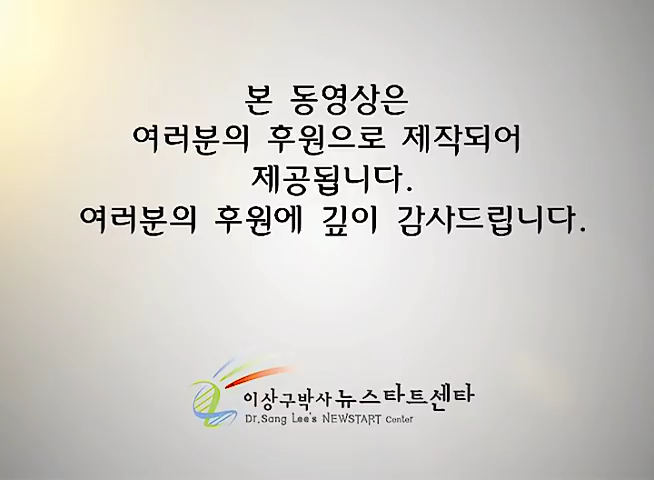 본 동영상은
여러분의 후원으로 제작되어
제공됩니다.
여러분의 후원에 깊이 감사드립니다.
이상구박사 뉴스타트센타
Dr.Sang Lee's NEWSTART Center